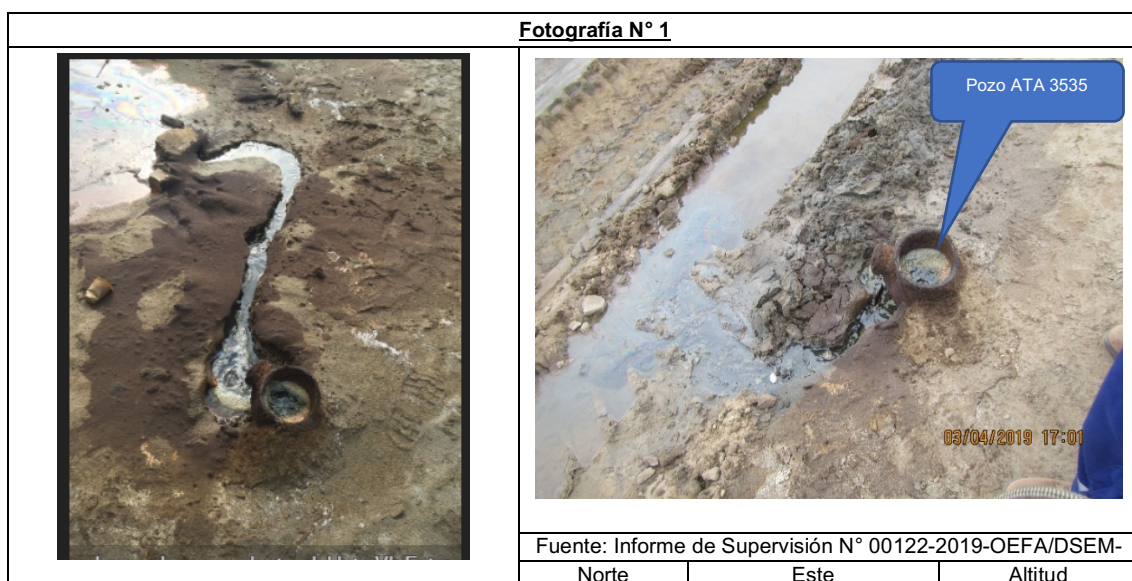 Fotografía N° 1
Pozo ATA 3535
03/04/2019 17:01
Fuente: Informe de Supervisión N° 00122-2019-OEFA/DSEM-
Norte Este Altitud